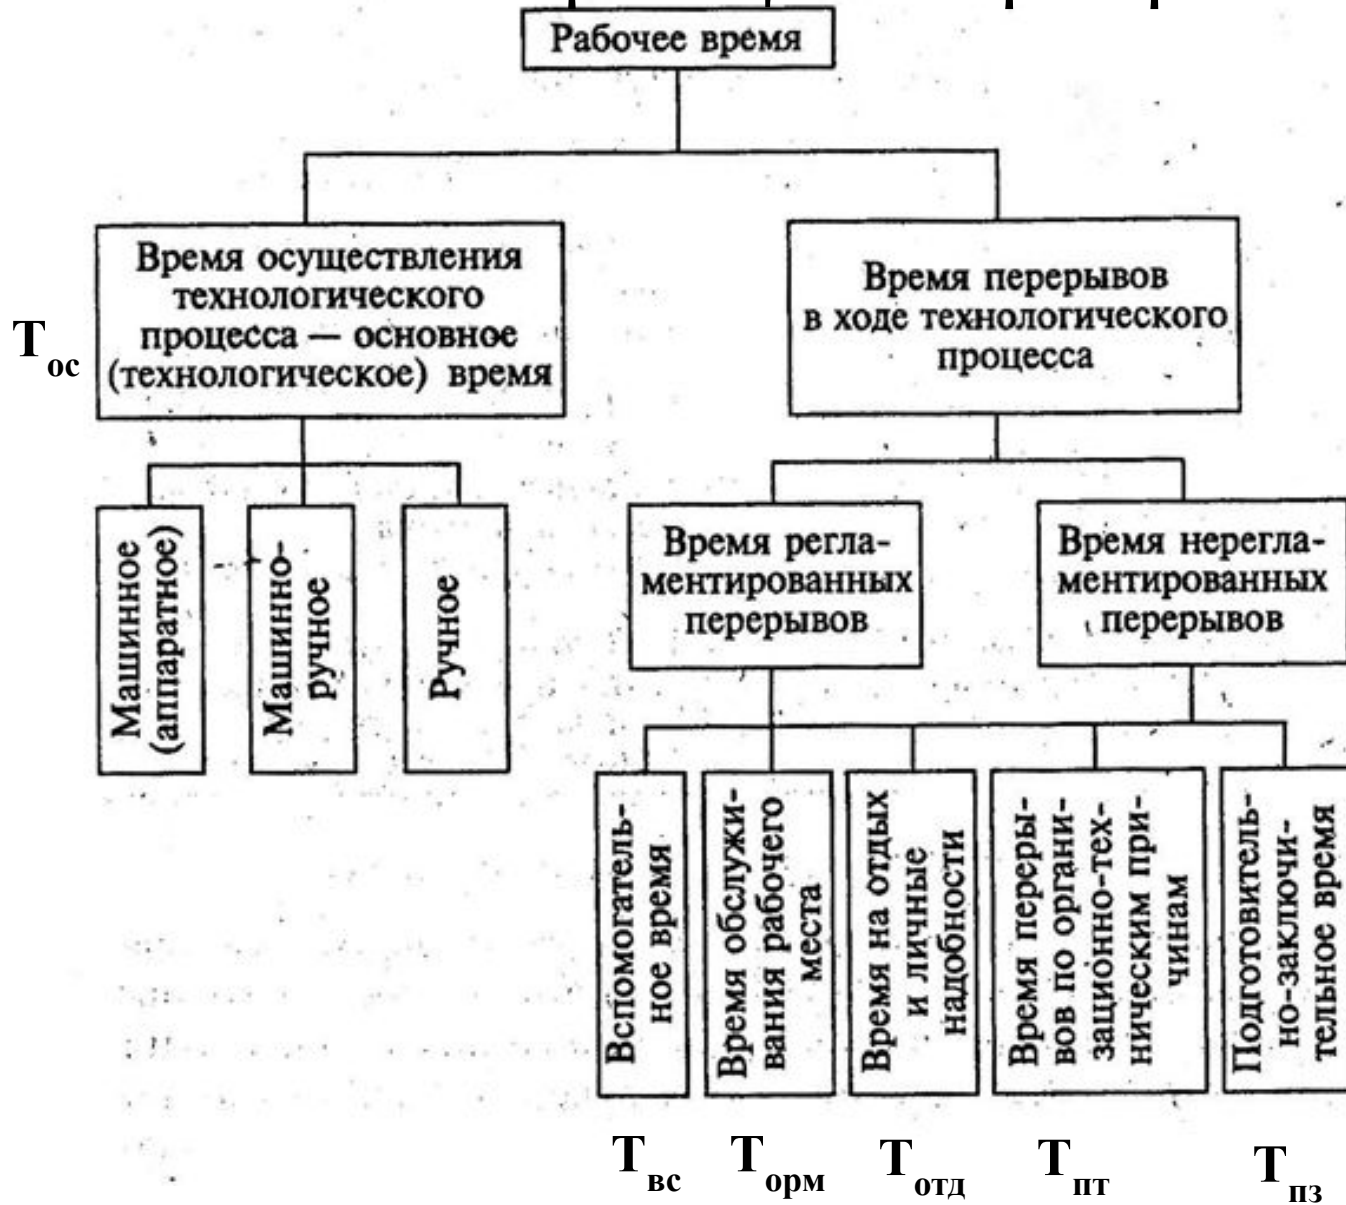 Рабочее время
Время осуществления
технологического
процесса — основное
(технологическое) время
Т ос
Время перерывов
в ходе технологического
процесса
Машинное
(аппаратное)
Машинно-
ручное
Ручное
Время регла-
ментированных
перерывов
Время нерегла-
ментированных
перерывов
Вспомогатель-
ное время
Время обслужи-
вания рабочего
места
Время на отдых
и личные
надобности
Время переры-
вов по органи-
зационно-тех-
ническим при-
чинам
Подготовитель-
но-заключи-
тельное время
Т вс
Т орм
Т отд
Т пт
Т пз